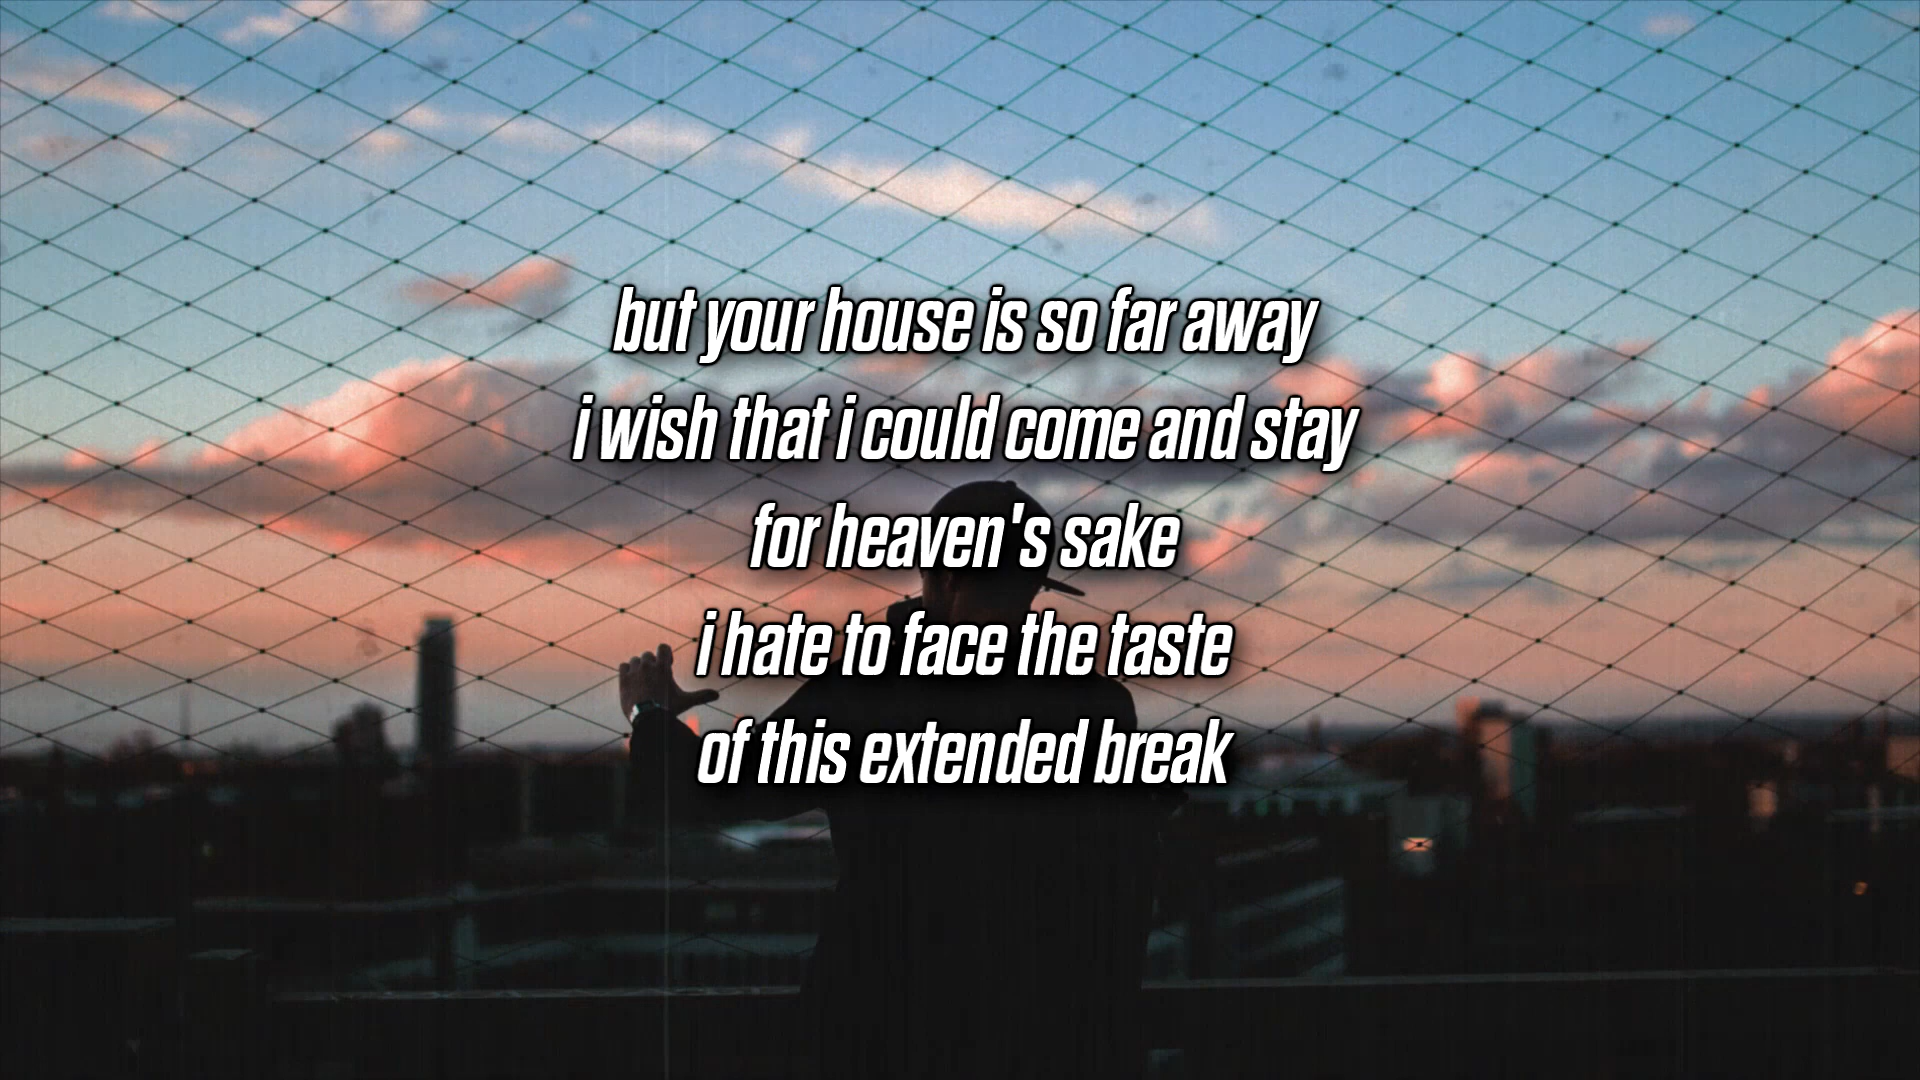 but your house is so far away
i wish that i could come and stay
for heaven's sake
i hate to face the taste
of this extended break